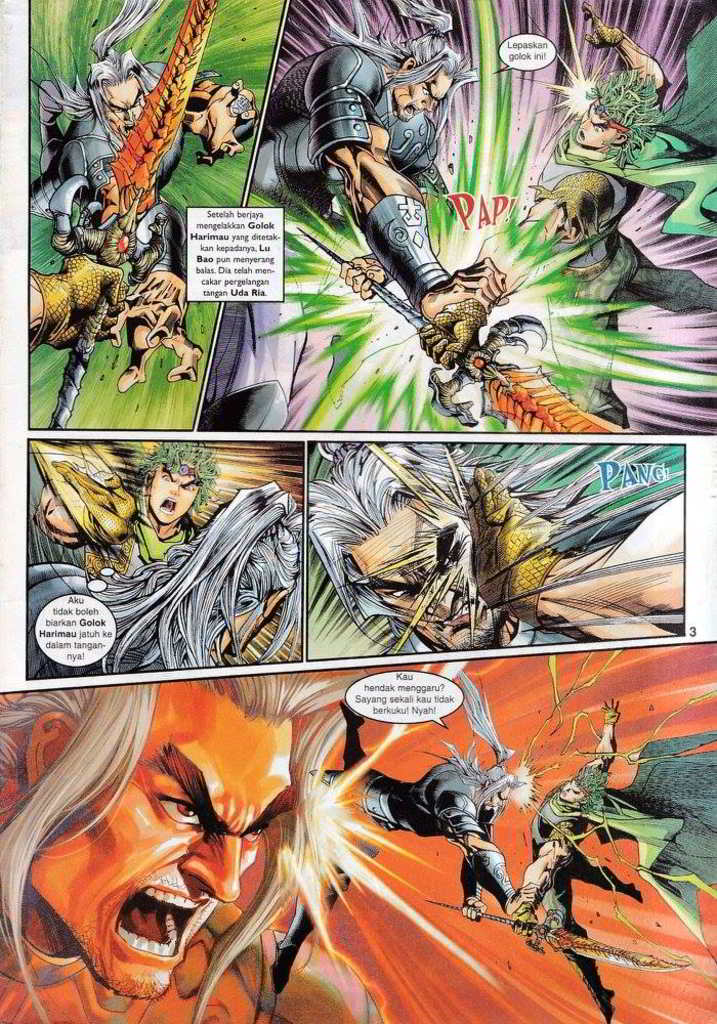 Setelah berjaya
mengelakkan Golok
Harimau yang ditetak-
kan kepadanya, Lu
Bao pun menyerang
balas. Dia telah men-
cakar pergelangan
tangan Uda Ria.
Lepaskan
golok ini!
PAP!
Aku
tidak boleh
biarkan Golok
Harimau jatuh ke
dalam tangan-
nya!
PANG!
3
Kau
hendak menggaru?
Sayang sekali kau tidak
berkuku! Nyah!